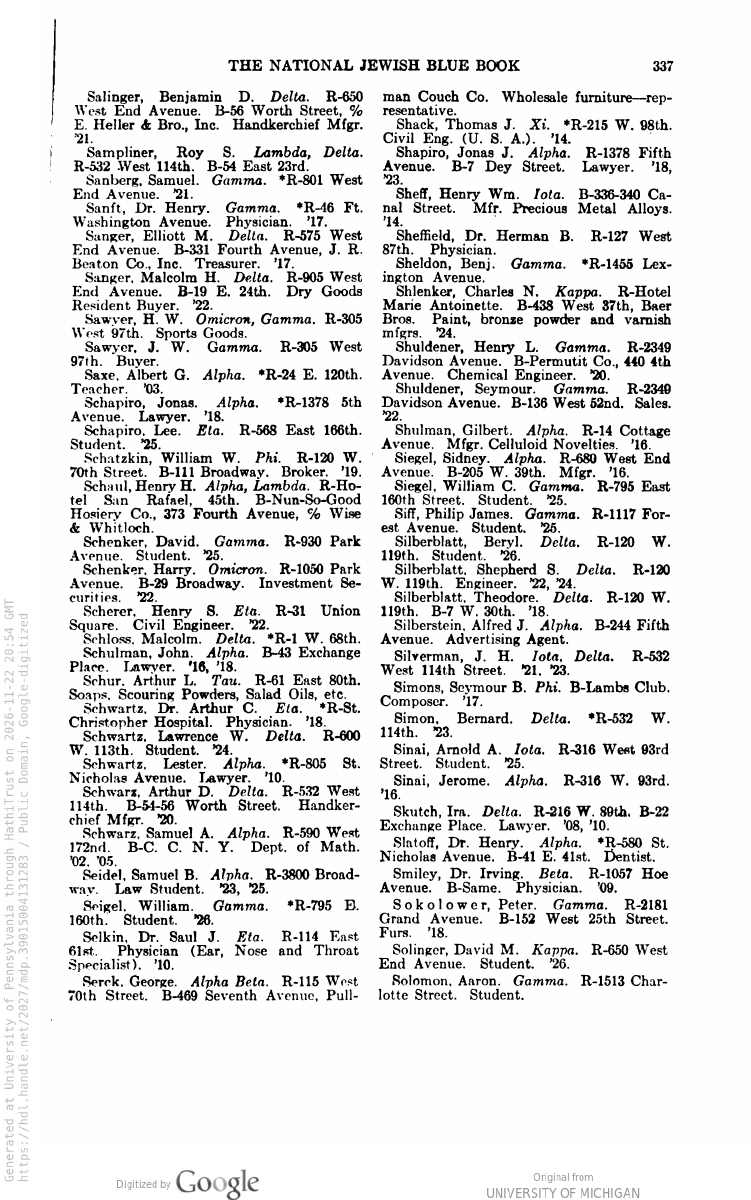 THE NATIONAL JEWISH BLUE BOOK 337
Salinger, Benjamin D. Delta. R-650
West End Avenue. B-56 Worth Street, %
E. Heller & Bro., Inc. Handkerchief Mfgr.
'21.
Sampliner, Roy S. Lambda, Delta.
R-532 West 114th. B-54 East 23rd.
Sanberg, Samuel. Gamma. *R-801 West
End Avenue. '21.
Sanft, Dr. Henry. Gamma. *R-46 Ft.
Washington Avenue. Physician. '17.
Sanger, Elliott M. Delta. R-575 West
End Avenue. B-331 Fourth Avenue, J. R.
Beaton Co., Inc. Treasurer. '17.
Sanger, Malcolm H. Delta. R-905 West
End Avenue. B-19 E. 24th. Dry Goods
Resident Buyer. '22.
Sawyer, H. W. Omicron, Gamma. R-305
West 97th. Sports Goods.
Sawyer, J. W. Gamma. R-305 West
97th. Buyer.
Saxe, Albert G. Alpha. *R-24 E. 120th.
Teacher. '03.
Schapiro, Jonas. Alpha. *R-1378 5th
Avenue. Lawyer. '18.
Schapiro, Lee. Eta. R-568 East 166th.
Student. '25.
Schatzkin, William W. Phi. R-120 W.
70th Street. B-111 Broadway. Broker. '19.
Schaul, Henry H. Alpha, Lambda. R-Ho-
tel San Rafael, 45th. B-Nun-So-Good
Hosiery Co., 373 Fourth Avenue, % Wise
& Whitloch.
Schenker, David. Gamma. R-930 Park
Avenue. Student. '25.
Schenker, Harry. Omicron. R-1050 Park
Avenue. B-29 Broadway. Investment Se-
curities. '22.
Scherer, Henry S. Eta. R-31 Union
Square. Civil Engineer. '22.
Schloss, Malcolm. Delta. *R-1 W. 68th.
Schulman, John. Alpha. B-43 Exchange
Place. Lawyer. '16, '18.
Schur, Arthur L. Tau. R-61 East 80th.
Soaps, Scouring Powders, Salad Oils, etc.
Schwartz, Dr. Arthur C. Eta. *R-St.
Christopher Hospital. Physician. '18.
Schwartz, Lawrence W. Delta. R-600
W. 113th. Student. '24.
Schwartz, Lester. Alpha. *R-805 St.
Nicholas Avenue. Lawyer. '10.
Schwarz, Arthur D. Delta. R-532 West
114th. B-54-56 Worth Street. Handker-
chief Mfgr. '20.
Schwarz, Samuel A. Alpha. R-590 West
172nd. B-C. C. N. Y. Dept. of Math.
'02. '05.
Seidel, Samuel B. Alpha. R-3800 Broad-
way. Law Student. '23, '25.
Seigel, William. Gamma. *R-795 E.
160th. Student. '26.
Selkin, Dr. Saul J. Eta. R-114 East
61st. Physician (Ear, Nose and Throat
Specialist). '10.
Serck, George. Alpha Beta. R-115 West
70th Street. B-469 Seventh Avenue, Pull-
man Couch Co. Wholesale furniture—rep-
resentative.
Shack, Thomas J. Xi. *R-215 W. 98th.
Civil Eng. (U. S. A.). '14.
Shapiro, Jonas J. Alpha. R-1378 Fifth
Avenue. B-7 Dey Street. Lawyer. '18,
'23.
Sheff, Henry Wm. Iota. B-336-340 Ca-
nal Street. Mfr. Precious Metal Alloys.
'14.
Sheffield, Dr. Herman B. R-127 West
87th. Physician.
Sheldon, Benj. Gamma. *R-1455 Lex-
ington Avenue.
Shlenker, Charles N. Kappa. R-Hotel
Marie Antoinette. B-438 West 37th, Baer
Bros. Paint, bronze powder and varnish
mfgrs. '24.
Shuldener, Henry L. Gamma. R-2349
Davidson Avenue. B-Permutit Co., 440 4th
Avenue. Chemical Engineer. '20.
Shuldener, Seymour. Gamma. R-2349
Davidson Avenue. B-136 West 52nd. Sales.
'22.
Shulman, Gilbert. Alpha. R-14 Cottage
Avenue. Mfgr. Celluloid Novelties. '16.
Siegel, Sidney. Alpha. R-680 West End
Avenue. B-205 W. 39th. Mfgr. '16.
Siegel, William C. Gamma. R-795 East
160th Street. Student. '25.
Siff, Philip James. Gamma. R-1117 For-
est Avenue. Student. '25.
Silberblatt, Beryl. Delta. R-120 W.
119th. Student. '26.
Silberblatt, Shepherd S. Delta. R-120
W. 119th. Engineer. '22, '24.
Silberblatt, Theodore. Delta. R-120 W.
119th. B-7 W. 30th. '18.
Silberstein, Alfred J. Alpha. B-244 Fifth
Avenue. Advertising Agent.
Silverman, J. H. Iota, Delta. R-532
West 114th Street. '21, '23.
Simons, Seymour B. Phi. B-Lambs Club.
Composer. '17.
Simon, Bernard. Delta. *R-532 W.
114th. '23.
Sinai, Arnold A. Iota. R-316 West 93rd
Street. Student. '25.
Sinai, Jerome. Alpha. R-316 W. 93rd.
'16.
Skutch, Ira. Delta. R-216 W. 89th. B-22
Exchange Place. Lawyer. '08, '10.
Slatoff, Dr. Henry. Alpha. *R-580 St.
Nicholas Avenue. B-41 E. 41st. Dentist.
Smiley, Dr. Irving. Beta. R-1057 Hoe
Avenue. B-Same. Physician. '09.
Sokolower, Peter. Gamma. R-2181
Grand Avenue. B-152 West 25th Street.
Furs. '18.
Solinger, David M. Kappa. R-650 West
End Avenue. Student. '26.
Solomon, Aaron. Gamma. R-1513 Char-
lotte Street. Student.
Generated at University of Pennsylvania through HathiTrust on 2026-11-22 20:54 GMT
https://hdl.handle.net/2027/mdp.39015004131283 / Public Domain, Google-digitized
Digitized by Google
Original from
UNIVERSITY OF MICHIGAN